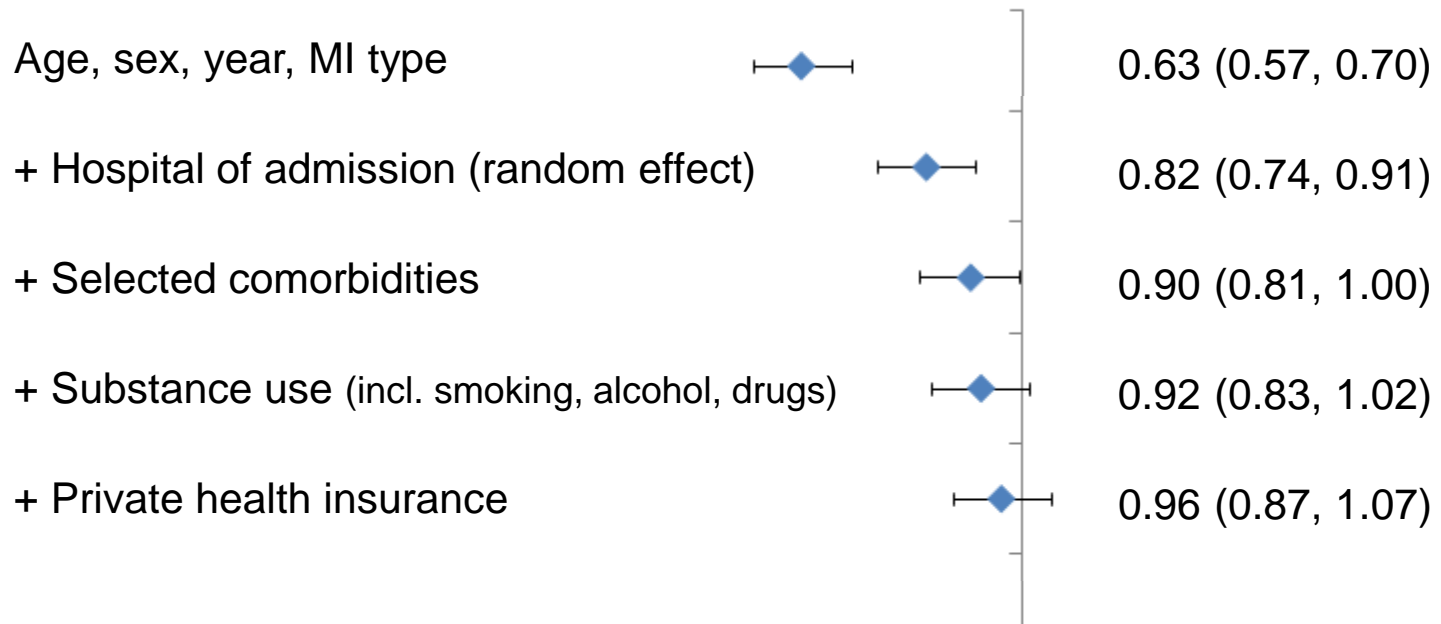 Age, sex, year, MI type 0.63 (0.57, 0.70)
+ Hospital of admission (random effect) 0.82 (0.74, 0.91)
+ Selected comorbidities 0.90 (0.81, 1.00)
+ Substance use (incl. smoking, alcohol, drugs) 0.92 (0.83, 1.02)
+ Private health insurance 0.96 (0.87, 1.07)